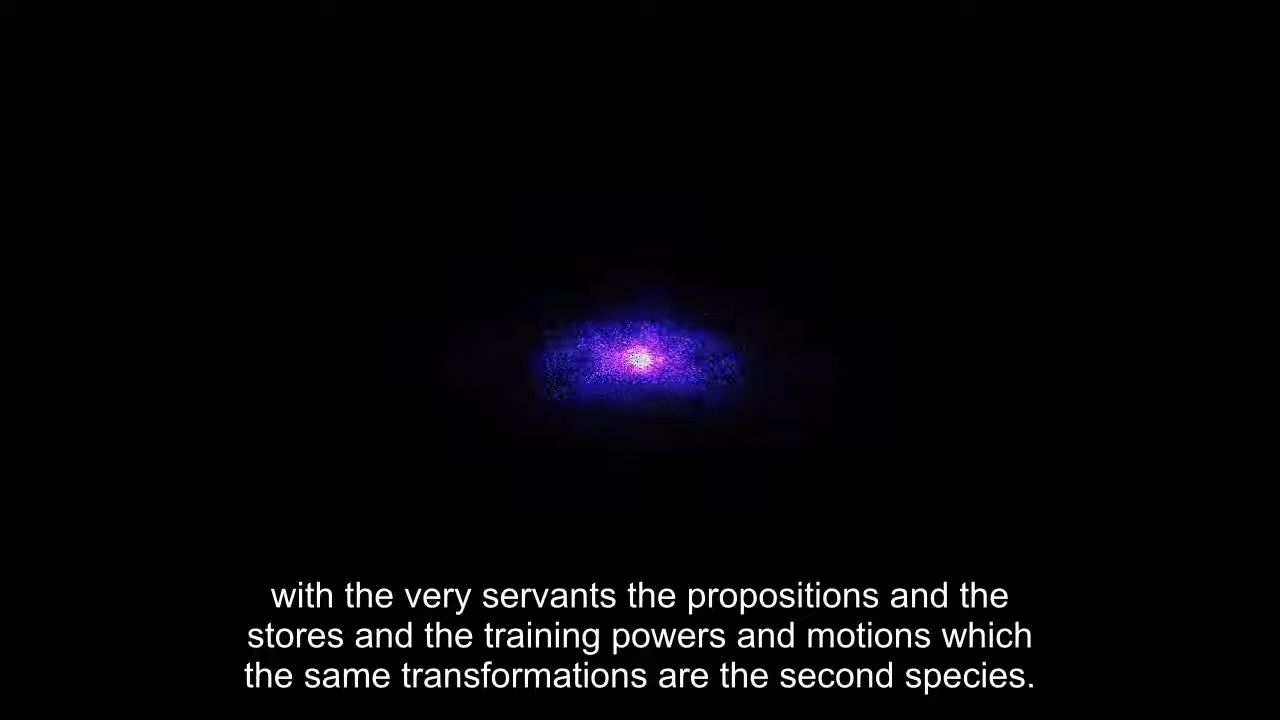 with the very servants the propositions and the
stores and the training powers and motions which
the same transformations are the second species.